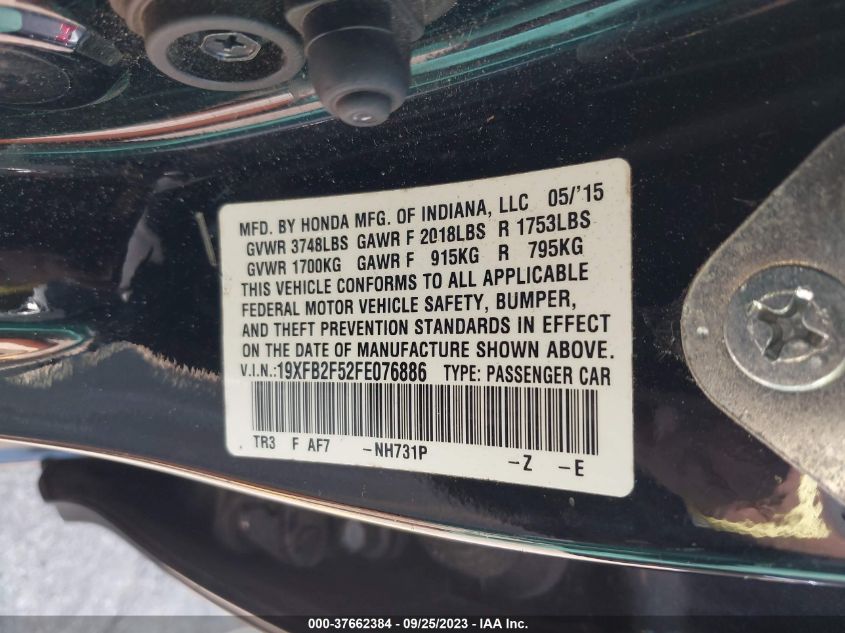 MFD. BY HONDA MFG. OF INDIANA, LLC 05/'15
GVWR 3748LBS GAWR F 2018LBS R 1753LBS
GVWR 1700KG GAWR F 915KG R 795KG
THIS VEHICLE CONFORMS TO ALL APPLICABLE
FEDERAL MOTOR VEHICLE SAFETY, BUMPER,
AND THEFT PREVENTION STANDARDS IN EFFECT
ON THE DATE OF MANUFACTURE SHOWN ABOVE.
V.I.N.:19XFB2F52FE076886 TYPE: PASSENGER CAR
TR3 F AF7 -NH731P -Z -E
000-37662384 - 09/25/2023 - IAA Inc.